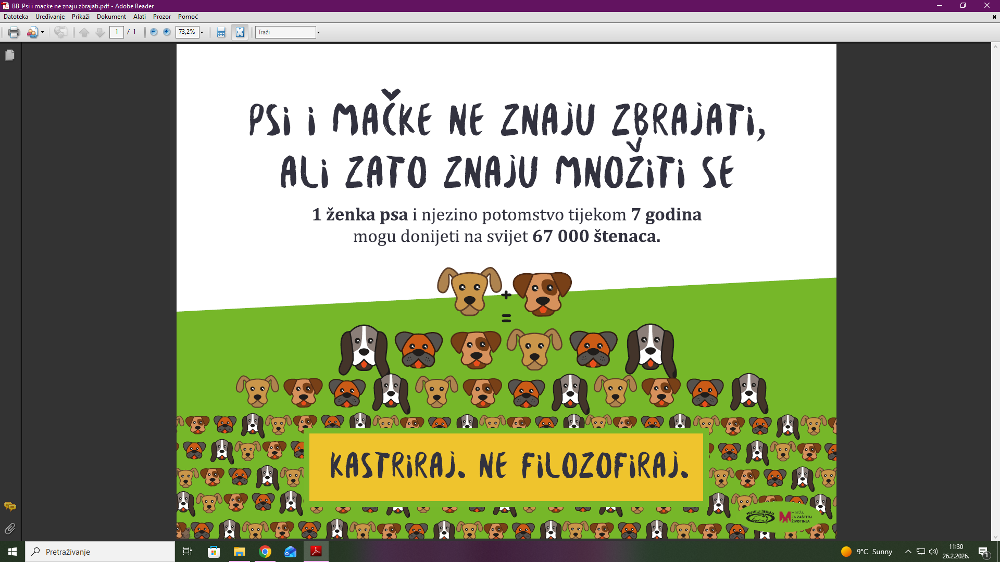 BB_Psi i macke ne znaju zbrajati.pdf - Adobe Reader
Datoteka Uređivanje Prikaži Dokument Alati Prozor Pomoć
1 / 1 73,2% Traži
PSI I MAČKE NE ZNAJU ZBRAJATI,
ALI ZATO ZNAJU MNOŽITI SE
1 ženka psa i njezino potomstvo tijekom 7 godina
mogu donijeti na svijet 67 000 štenaca.
+
=
KASTRIRAJ. NE FILOZOFIRAJ.
PRIJATELJI ŽIVOTINJA
MREŽA
ZA ZAŠTITU
ŽIVOTINJA
Pretraživanje
9°C Sunny
11:30
26.2.2026.
1